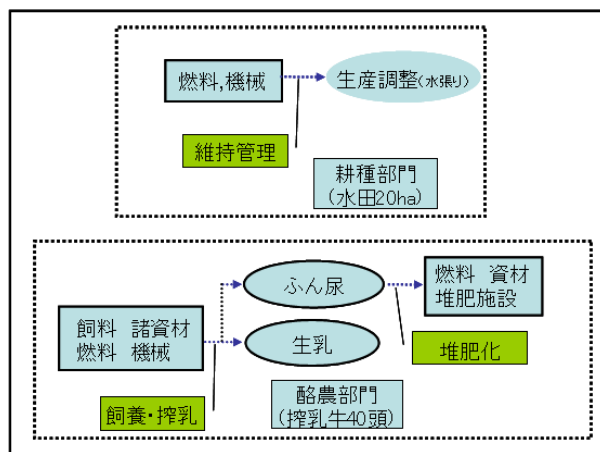 燃料,機械
生産調整(水張り)
維持管理
耕種部門
(水田20ha)
ふん尿
燃料 資材
堆肥施設
飼料 諸資材
燃料 機械
生乳
堆肥化
飼養・搾乳
酪農部門
(搾乳牛40頭)